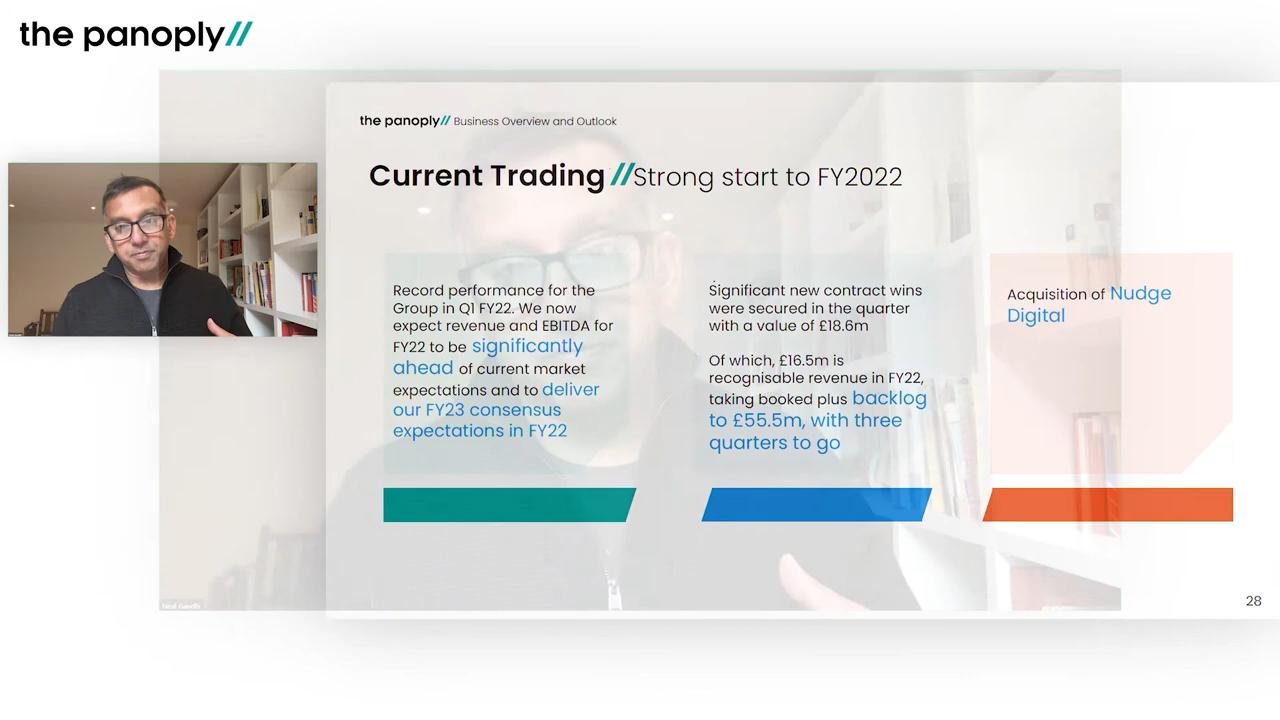 the panoply//
the panoply// Business Overview and Outlook
Current Trading //Strong start to FY2022
Record performance for the
Group in Q1 FY22. We now
expect revenue and EBITDA for
FY22 to be significantly
ahead of current market
expectations and to deliver
our FY23 consensus
expectations in FY22
Significant new contract wins
were secured in the quarter
with a value of £18.6m
Of which, £16.5m is
recognisable revenue in FY22,
taking booked plus backlog
to £55.5m, with three
quarters to go
Acquisition of Nudge
Digital
28
Neal Gandhi